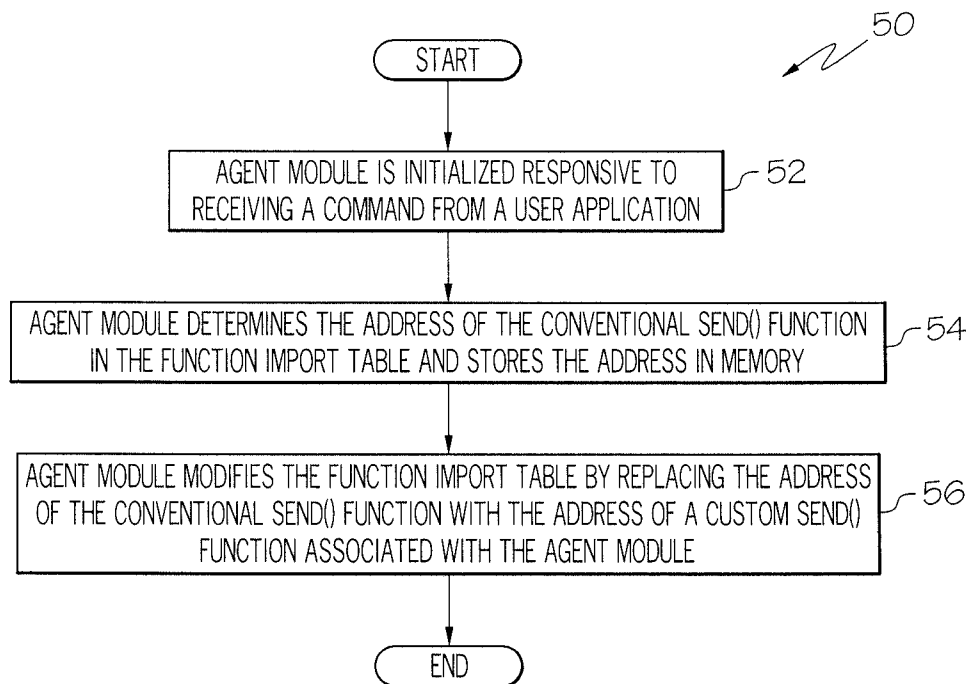 50
START
AGENT MODULE IS INITIALIZED RESPONSIVE TO
RECEIVING A COMMAND FROM A USER APPLICATION
52
AGENT MODULE DETERMINES THE ADDRESS OF THE CONVENTIONAL SEND() FUNCTION
IN THE FUNCTION IMPORT TABLE AND STORES THE ADDRESS IN MEMORY
54
AGENT MODULE MODIFIES THE FUNCTION IMPORT TABLE BY REPLACING THE ADDRESS
OF THE CONVENTIONAL SEND() FUNCTION WITH THE ADDRESS OF A CUSTOM SEND()
FUNCTION ASSOCIATED WITH THE AGENT MODULE
56
END